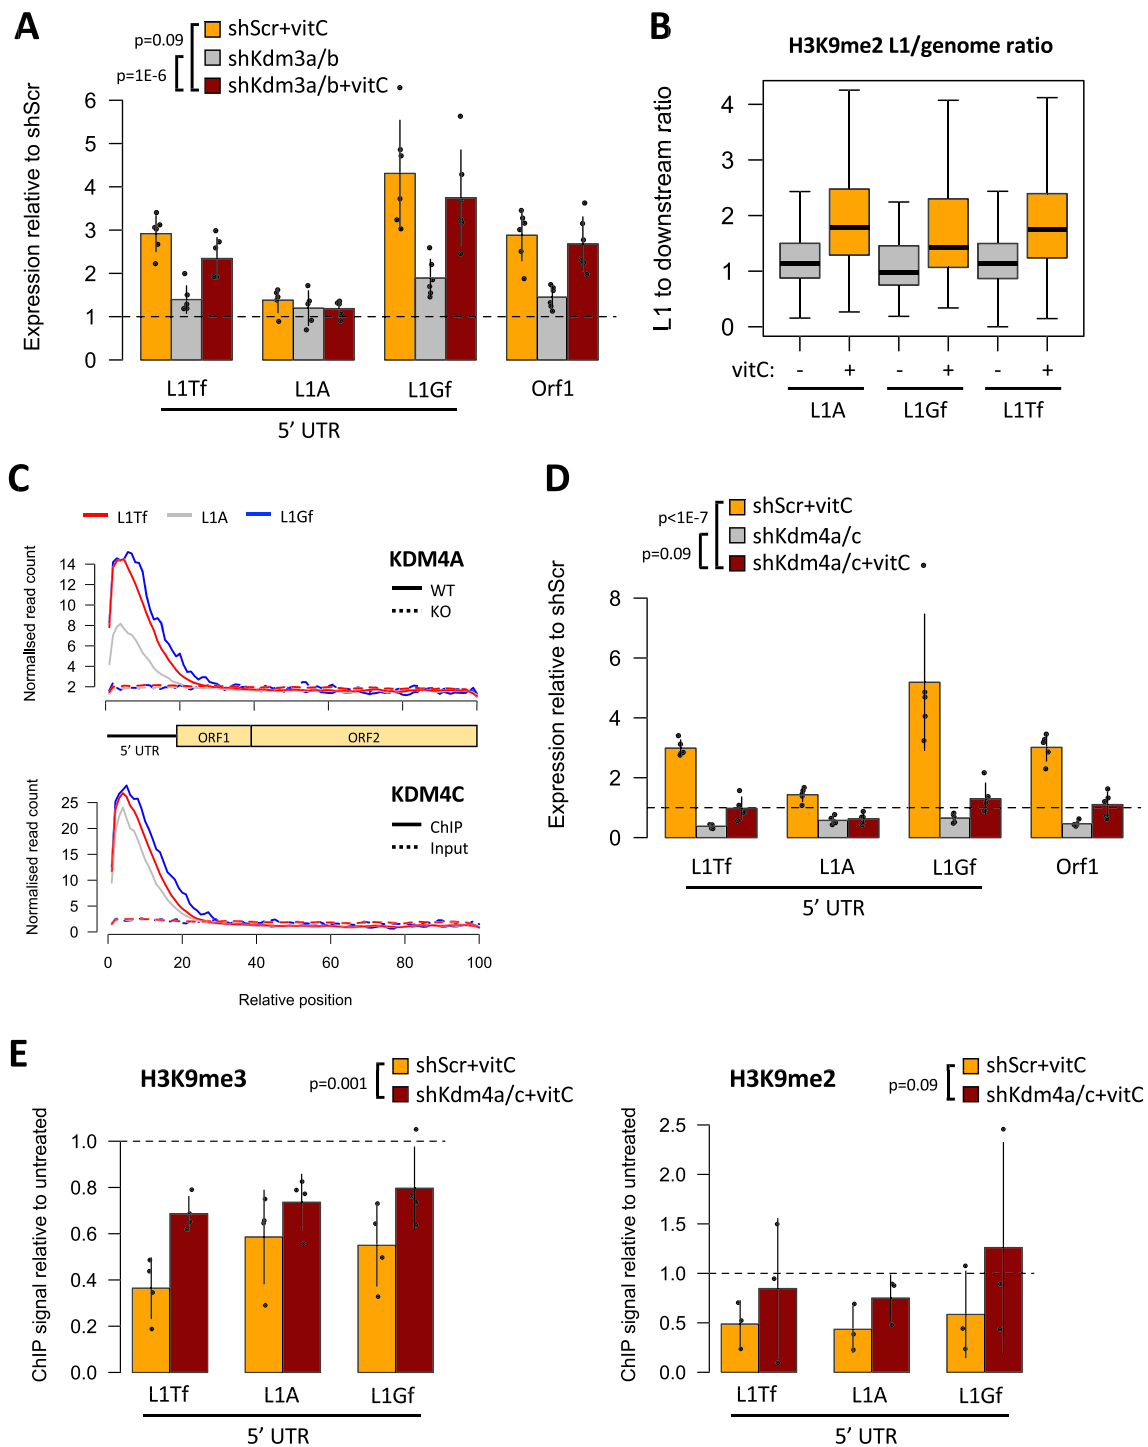 A
shScr+vitC
p=0.09
shKdm3a/b
p=1E-6
shKdm3a/b+vitC
Expression relative to shScr
6
5
4
3
2
1
0
L1Tf
L1A
L1Gf
Orf1
5’ UTR
B
H3K9me2 L1/genome ratio
L1 to downstream ratio
4
3
2
1
0
vitC:
- + - + - +
L1A
L1Gf
L1Tf
C
L1Tf
L1A
L1Gf
KDM4A
WT
KO
Normalised read count
14
12
10
8
6
4
2
5’ UTR
ORF1
ORF2
KDM4C
ChIP
Input
Normalised read count
25
20
15
10
5
0
0 20 40 60 80 100
Relative position
D
shScr+vitC
p<1E-7
shKdm4a/c
p=0.09
shKdm4a/c+vitC
Expression relative to shScr
8
6
4
2
0
L1Tf
L1A
L1Gf
Orf1
5’ UTR
E
H3K9me3
shScr+vitC
p=0.001
shKdm4a/c+vitC
ChIP signal relative to untreated
1.0
0.8
0.6
0.4
0.2
0.0
L1Tf
L1A
L1Gf
5’ UTR
H3K9me2
shScr+vitC
p=0.09
shKdm4a/c+vitC
ChIP signal relative to untreated
2.5
2.0
1.5
1.0
0.5
0.0
L1Tf
L1A
L1Gf
5’ UTR